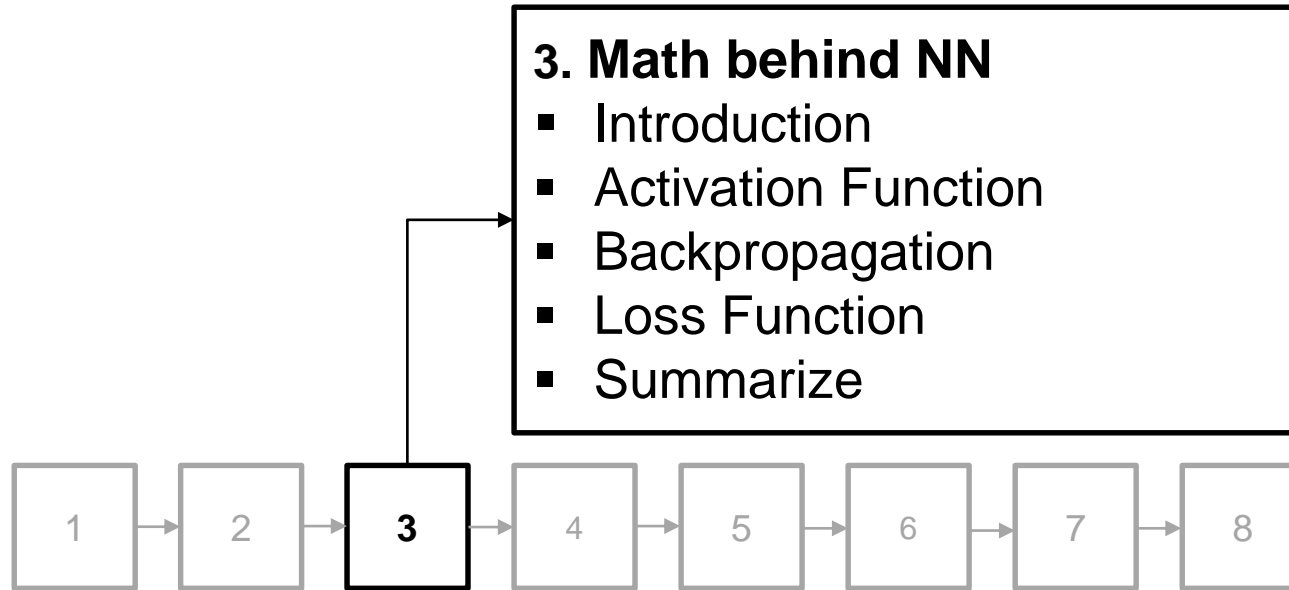 3. Math behind NN
▪ Introduction
▪ Activation Function
▪ Backpropagation
▪ Loss Function
▪ Summarize
1 2 3 4 5 6 7 8